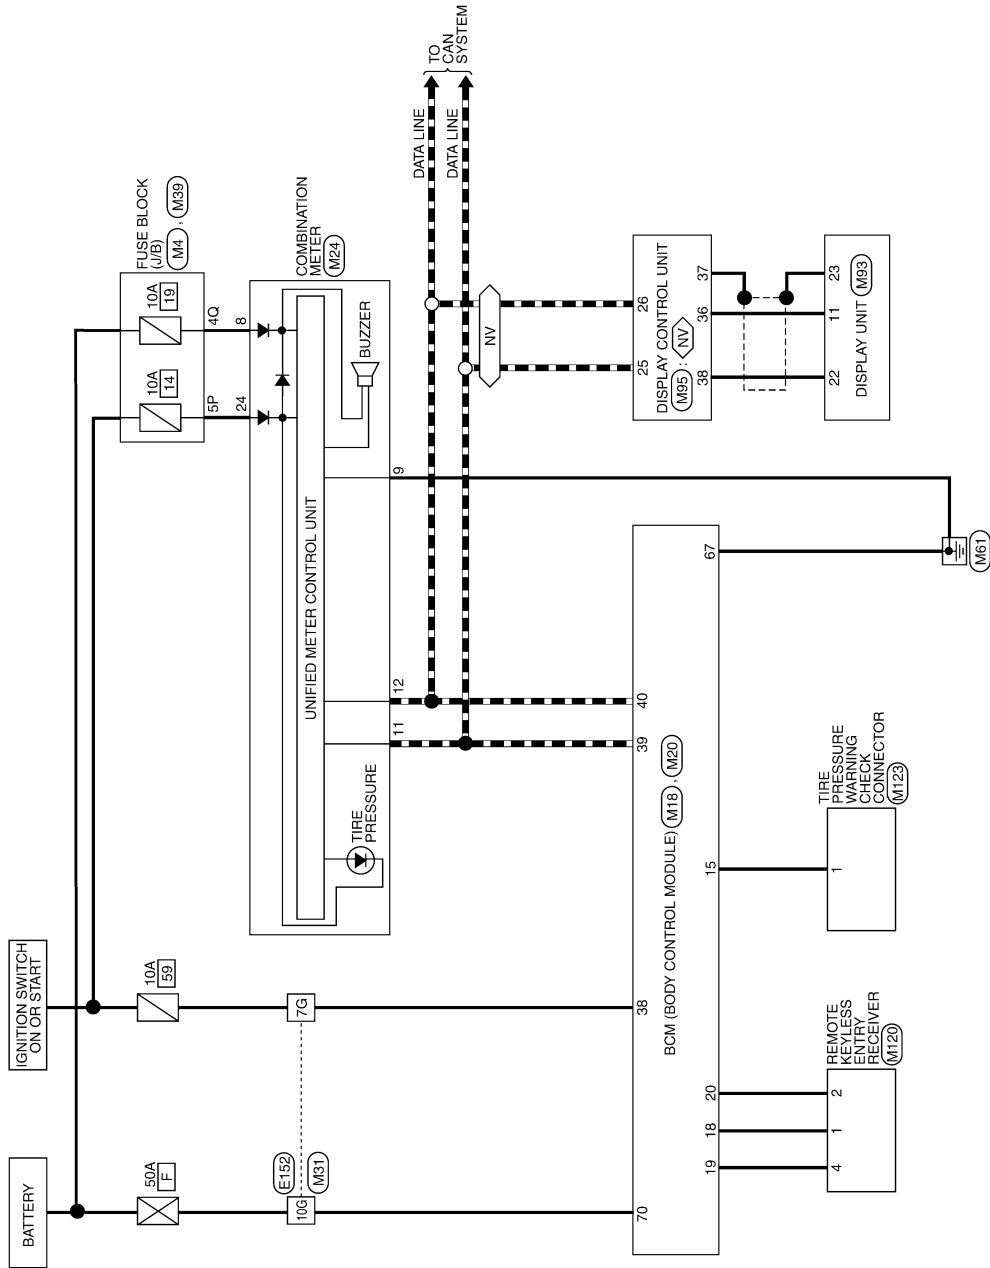 BATTERY
IGNITION SWITCH
ON OR START
50A
F
10A
59
FUSE BLOCK
(J/B)
M4 , M39
10A
14
10A
19
5P
4Q
E152
10G
M31
7G
24
8
COMBINATION
METER
M24
UNIFIED METER CONTROL UNIT
TIRE
PRESSURE
BUZZER
11
12
9
DATA LINE
DATA LINE
TO
CAN
SYSTEM
NV
70
38
39
40
25
26
BCM (BODY CONTROL MODULE) M18 , M20
DISPLAY CONTROL UNIT
M95 : NV
19
18
20
15
67
38
36
37
4
1
2
REMOTE
KEYLESS
ENTRY
RECEIVER
M120
1
TIRE
PRESSURE
WARNING
CHECK
CONNECTOR
M123
22
11
23
DISPLAY UNIT M93
M61